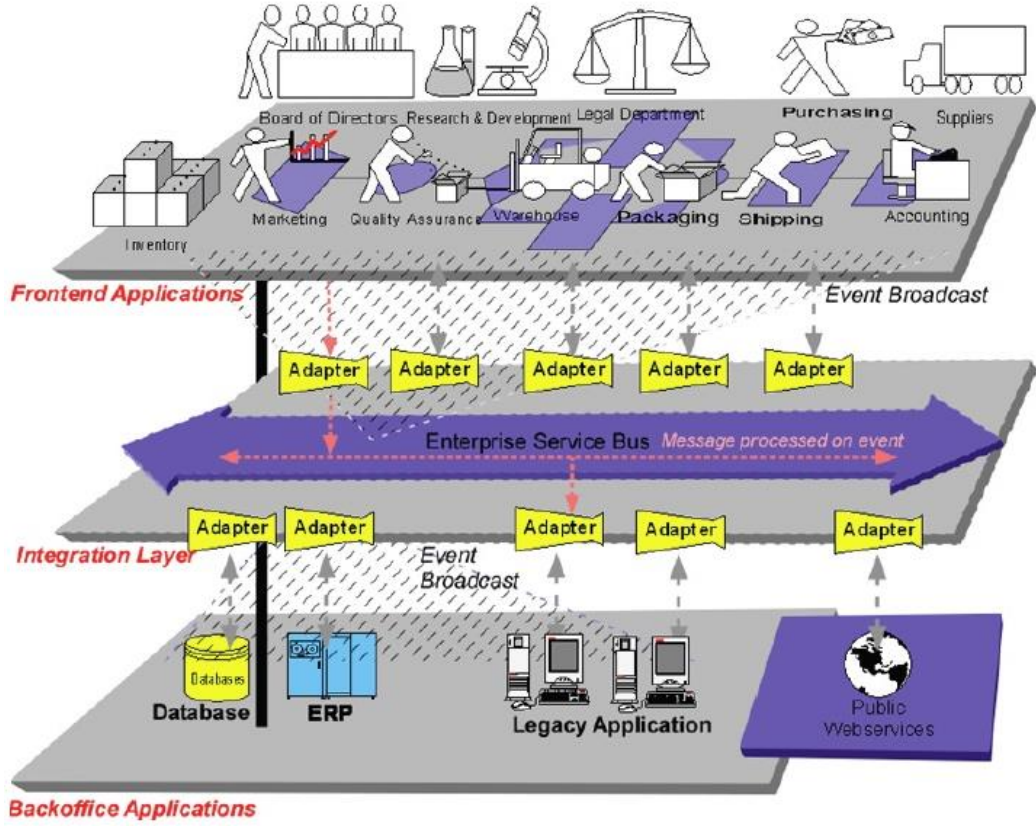 Board of Directors
Research & Development
Legal Department
Purchasing
Suppliers
Inventory
Marketing
Quality Assurance
Warehouse
Packaging
Shipping
Accounting
Frontend Applications
Event Broadcast
Adapter
Adapter
Adapter
Adapter
Adapter
Enterprise Service Bus
Message processed on event
Adapter
Adapter
Adapter
Adapter
Adapter
Integration Layer
Event
Broadcast
Databases
Database
ERP
Legacy Application
Public
Webservices
Backoffice Applications